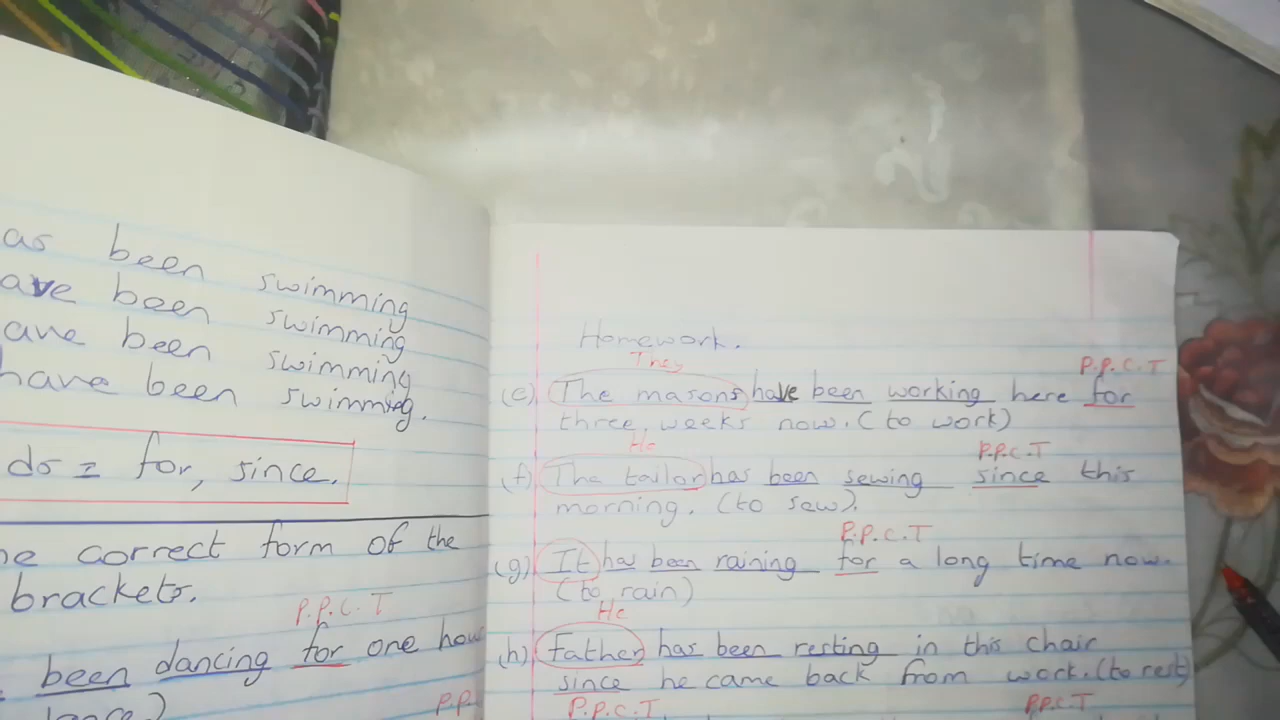 as been swimming
ave been swimming
ave been swimming
have been swimming.
ds = for, since.
he correct form of the
brackets.
P.P.C.T
been dancing for one hou
P.P.
Homework.
They
P.P.C.T
(e) The masons have been working here for
three weeks now. (to work)
He
P.P.C.T
(f) The tailor has been sewing since this
morning. (to sew).
P.P.C.T
(g) It has been raining for a long time now.
(to rain)
He
(h) Father has been resting in this chair
since he came back from work. (to rest)
P.P.C.T
P.P.C.T